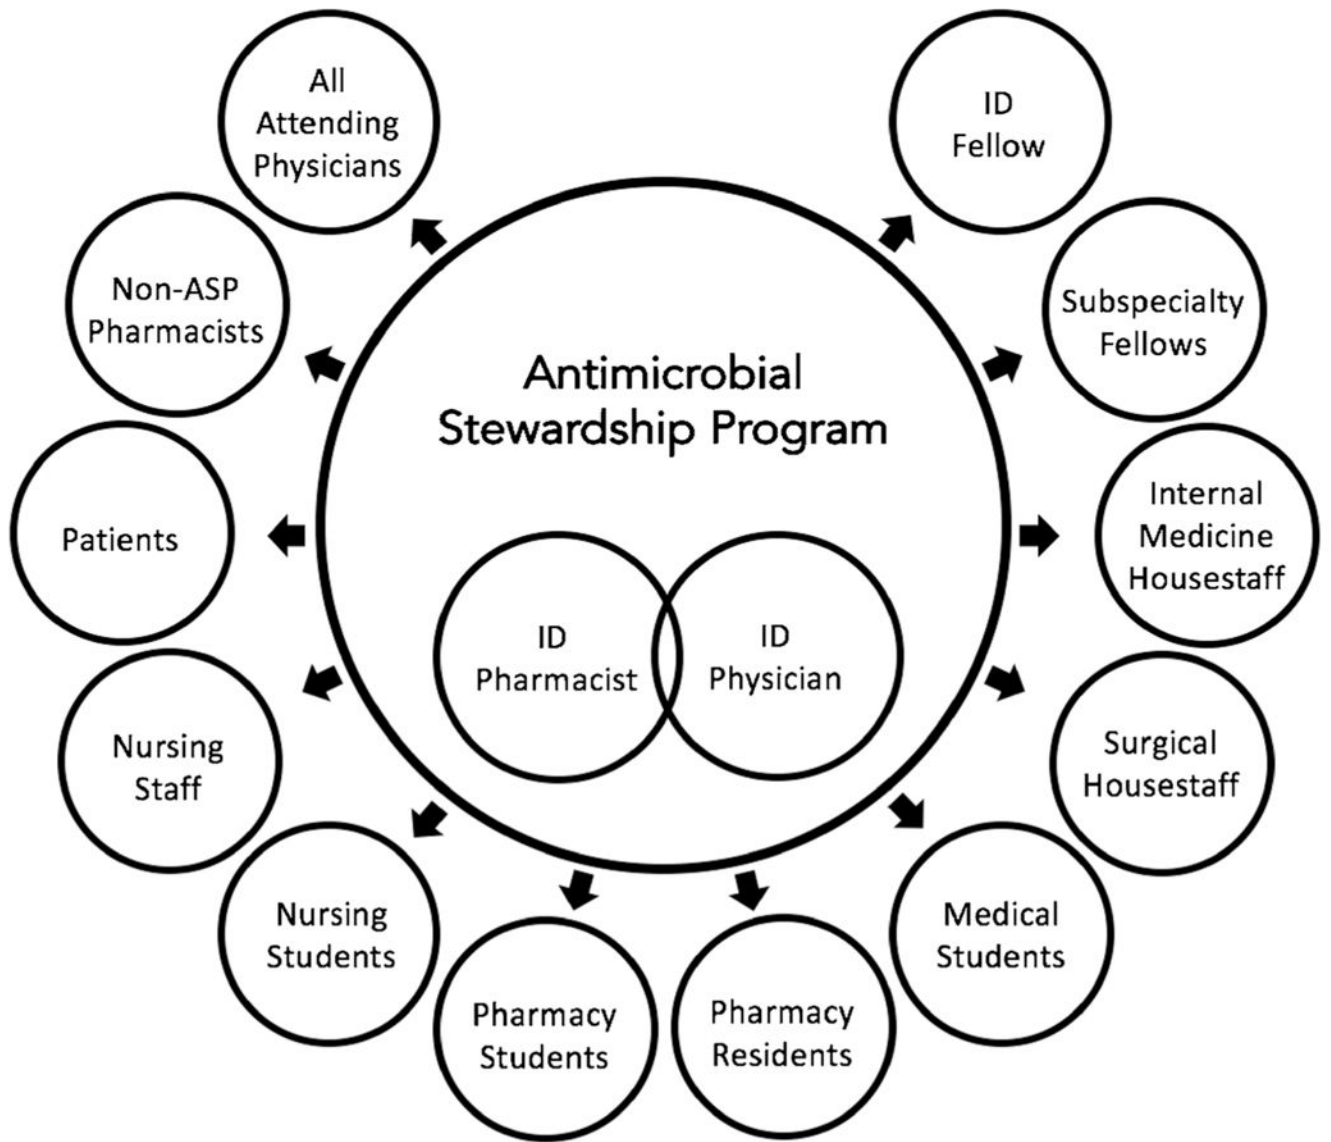 All
Attending
Physicians
ID
Fellow
Non-ASP
Pharmacists
Subspecialty
Fellows
Antimicrobial
Stewardship Program
Patients
Internal
Medicine
Housestaff
ID
Pharmacist
ID
Physician
Nursing
Staff
Surgical
Housestaff
Nursing
Students
Medical
Students
Pharmacy
Students
Pharmacy
Residents